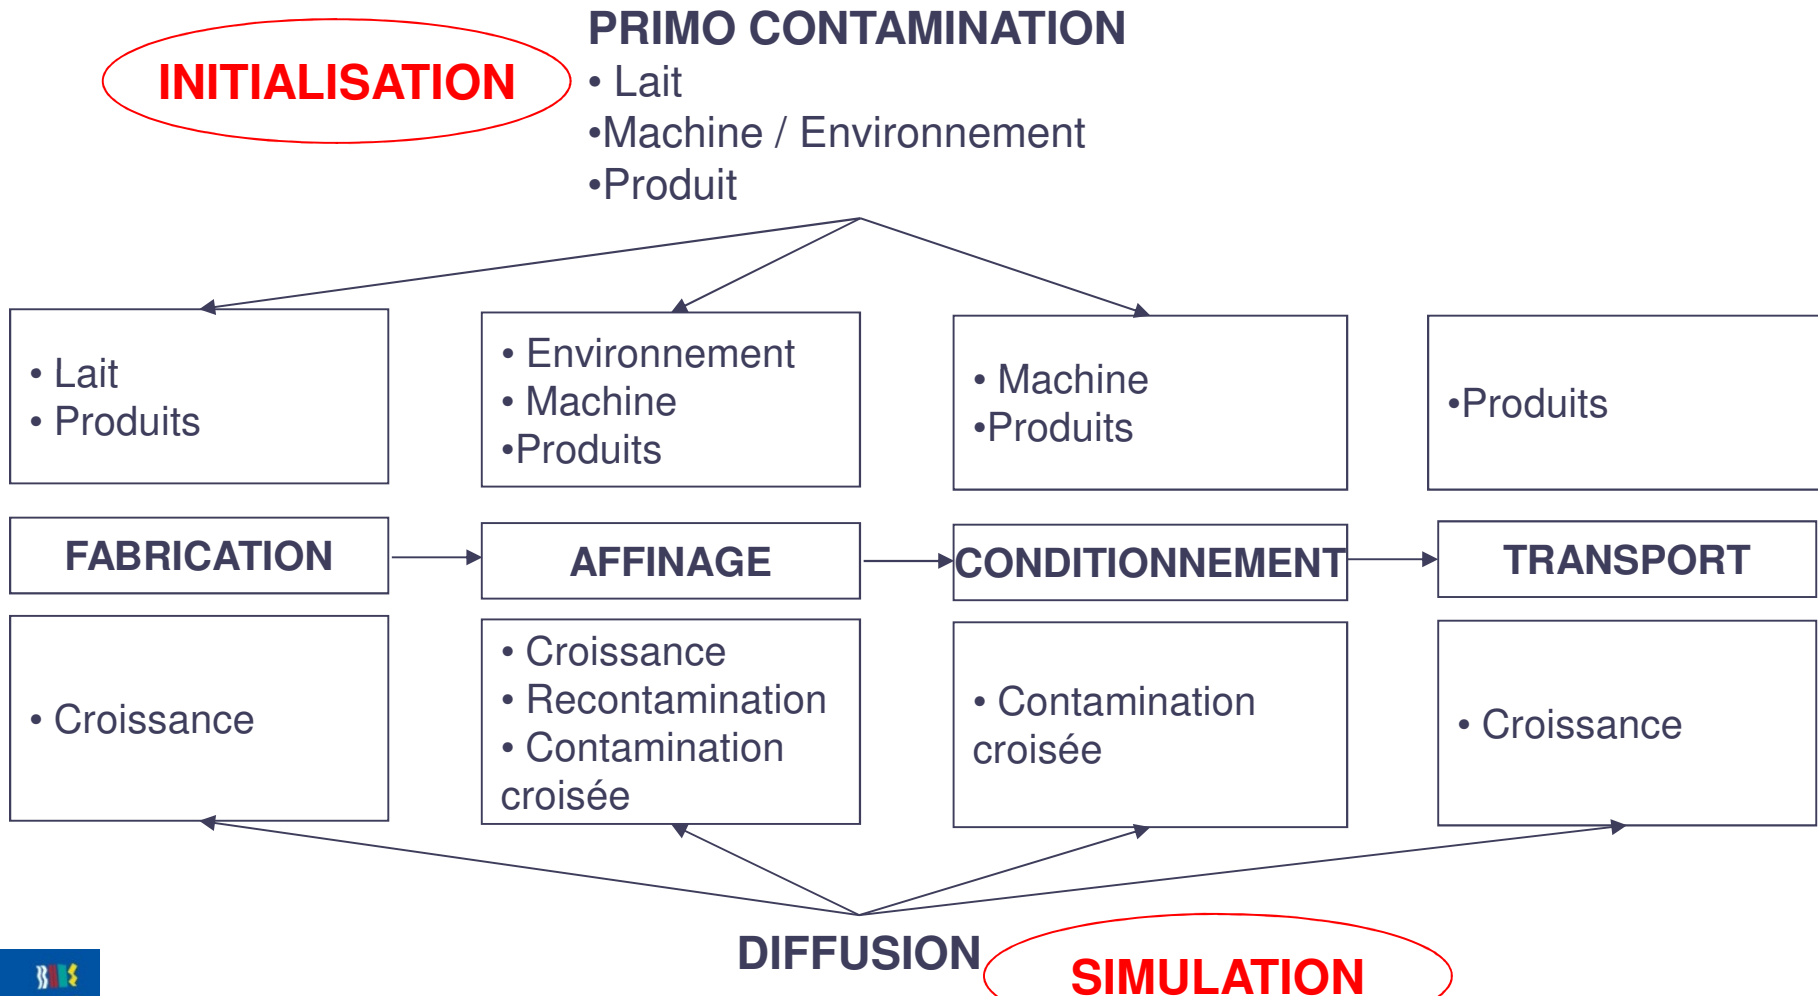 PRIMO CONTAMINATION
INITIALISATION
• Lait
•Machine / Environnement
•Produit
• Lait
• Produits
• Environnement
• Machine
•Produits
• Machine
•Produits
•Produits
FABRICATION
AFFINAGE
CONDITIONNEMENT
TRANSPORT
• Croissance
• Croissance
• Recontamination
• Contamination
croisée
• Contamination
croisée
• Croissance
DIFFUSION
SIMULATION